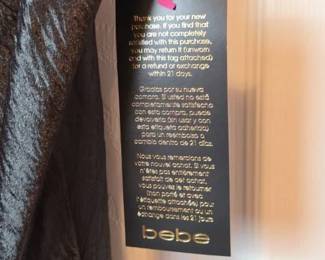 Thank you for your new
purchase. If you find that
you are not completely
satisfied with this purchase,
you may return it (unworn
and with this tag attached)
for a refund or exchange
within 21 days.
Gracias por su nueva
compra. Si usted no está
completamente satisfecho
con esta compra, puede
devolverla (sin usar y con
esta etiqueta adherida)
para un reembolso o
cambio dentro de 21 días.
Nous vous remercions de
votre nouvel achat. Si vous
n'êtes pas entièrement
satisfait de cet achat,
vous pouvez le retourner
(non porté et avec
l'étiquette attachée) pour
un remboursement ou un
échange dans les 21 jours.
bebe